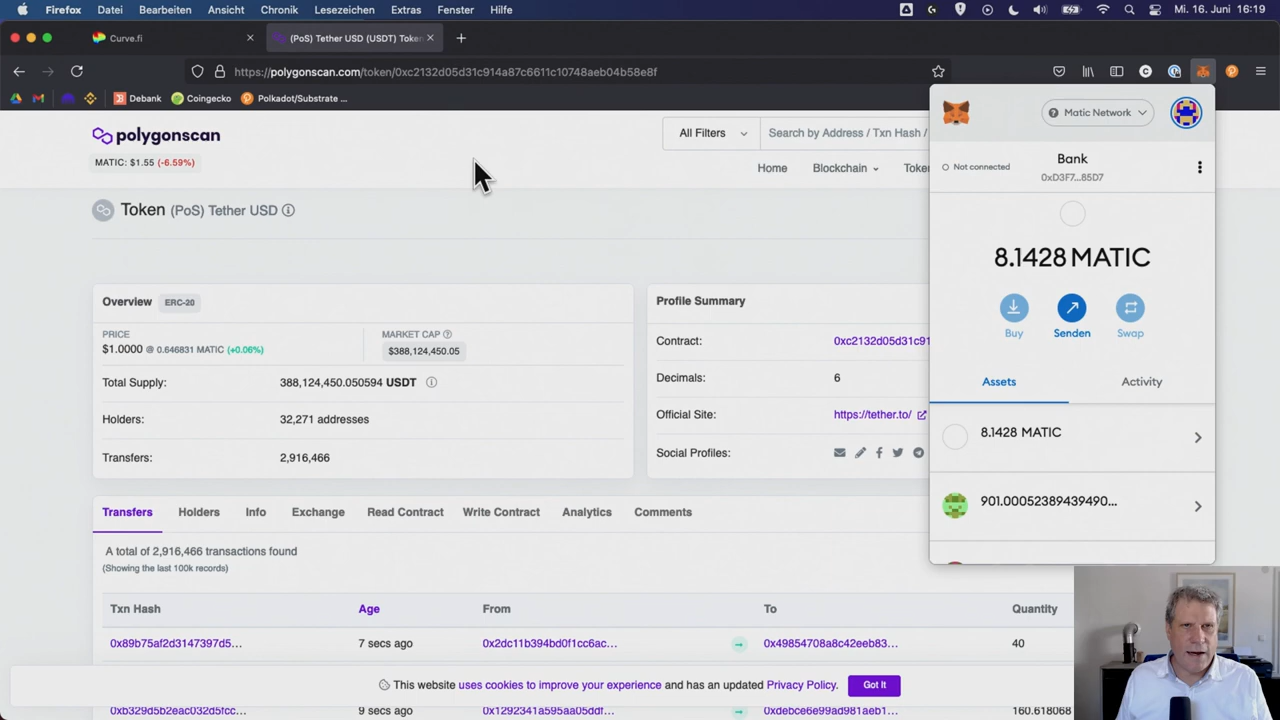 Firefox Datei Bearbeiten Ansicht Chronik Lesezeichen Extras Fenster Hilfe Mi. 16. Juni 16:19
Curve.fi
(PoS) Tether USD (USDT) Token
https://polygonscan.com/token/0xc2132d05d31c914a87c6611c10748aeb04b58e8f
Debank Coingecko Polkadot/Substrate ...
polygonscan
MATIC: $1.55 (-6.59%)
All Filters Search by Address / Txn Hash /
Home Blockchain
Token (PoS) Tether USD
Overview ERC-20
PRICE
$1.0000 @ 0.646831 MATIC (+0.06%)
MARKET CAP
$388,124,450.05
Total Supply: 388,124,450.050594 USDT
Holders: 32,271 addresses
Transfers: 2,916,466
Profile Summary
Contract: 0xc2132d05d31c91
Decimals: 6
Official Site: https://tether.to/
Social Profiles:
Transfers Holders Info Exchange Read Contract Write Contract Analytics Comments
A total of 2,916,466 transactions found
(Showing the last 100k records)
Txn Hash Age From To Quantity
0x89b75af2d3147397d5... 7 secs ago 0x2dc11b394bd0f1cc6ac... 0x49854708a8c42eeb83... 40
This website uses cookies to improve your experience and has an updated Privacy Policy. Got It
0xb329d5b2eac032d5fcc... 9 secs ago 0x1292341a595aa05ddf... 0xdebce6e99ad981aeb1... 160.618068
Matic Network
Not connected
Bank
0xD3F7...85D7
8.1428 MATIC
Buy Senden Swap
Assets Activity
8.1428 MATIC
901.00052389439490...